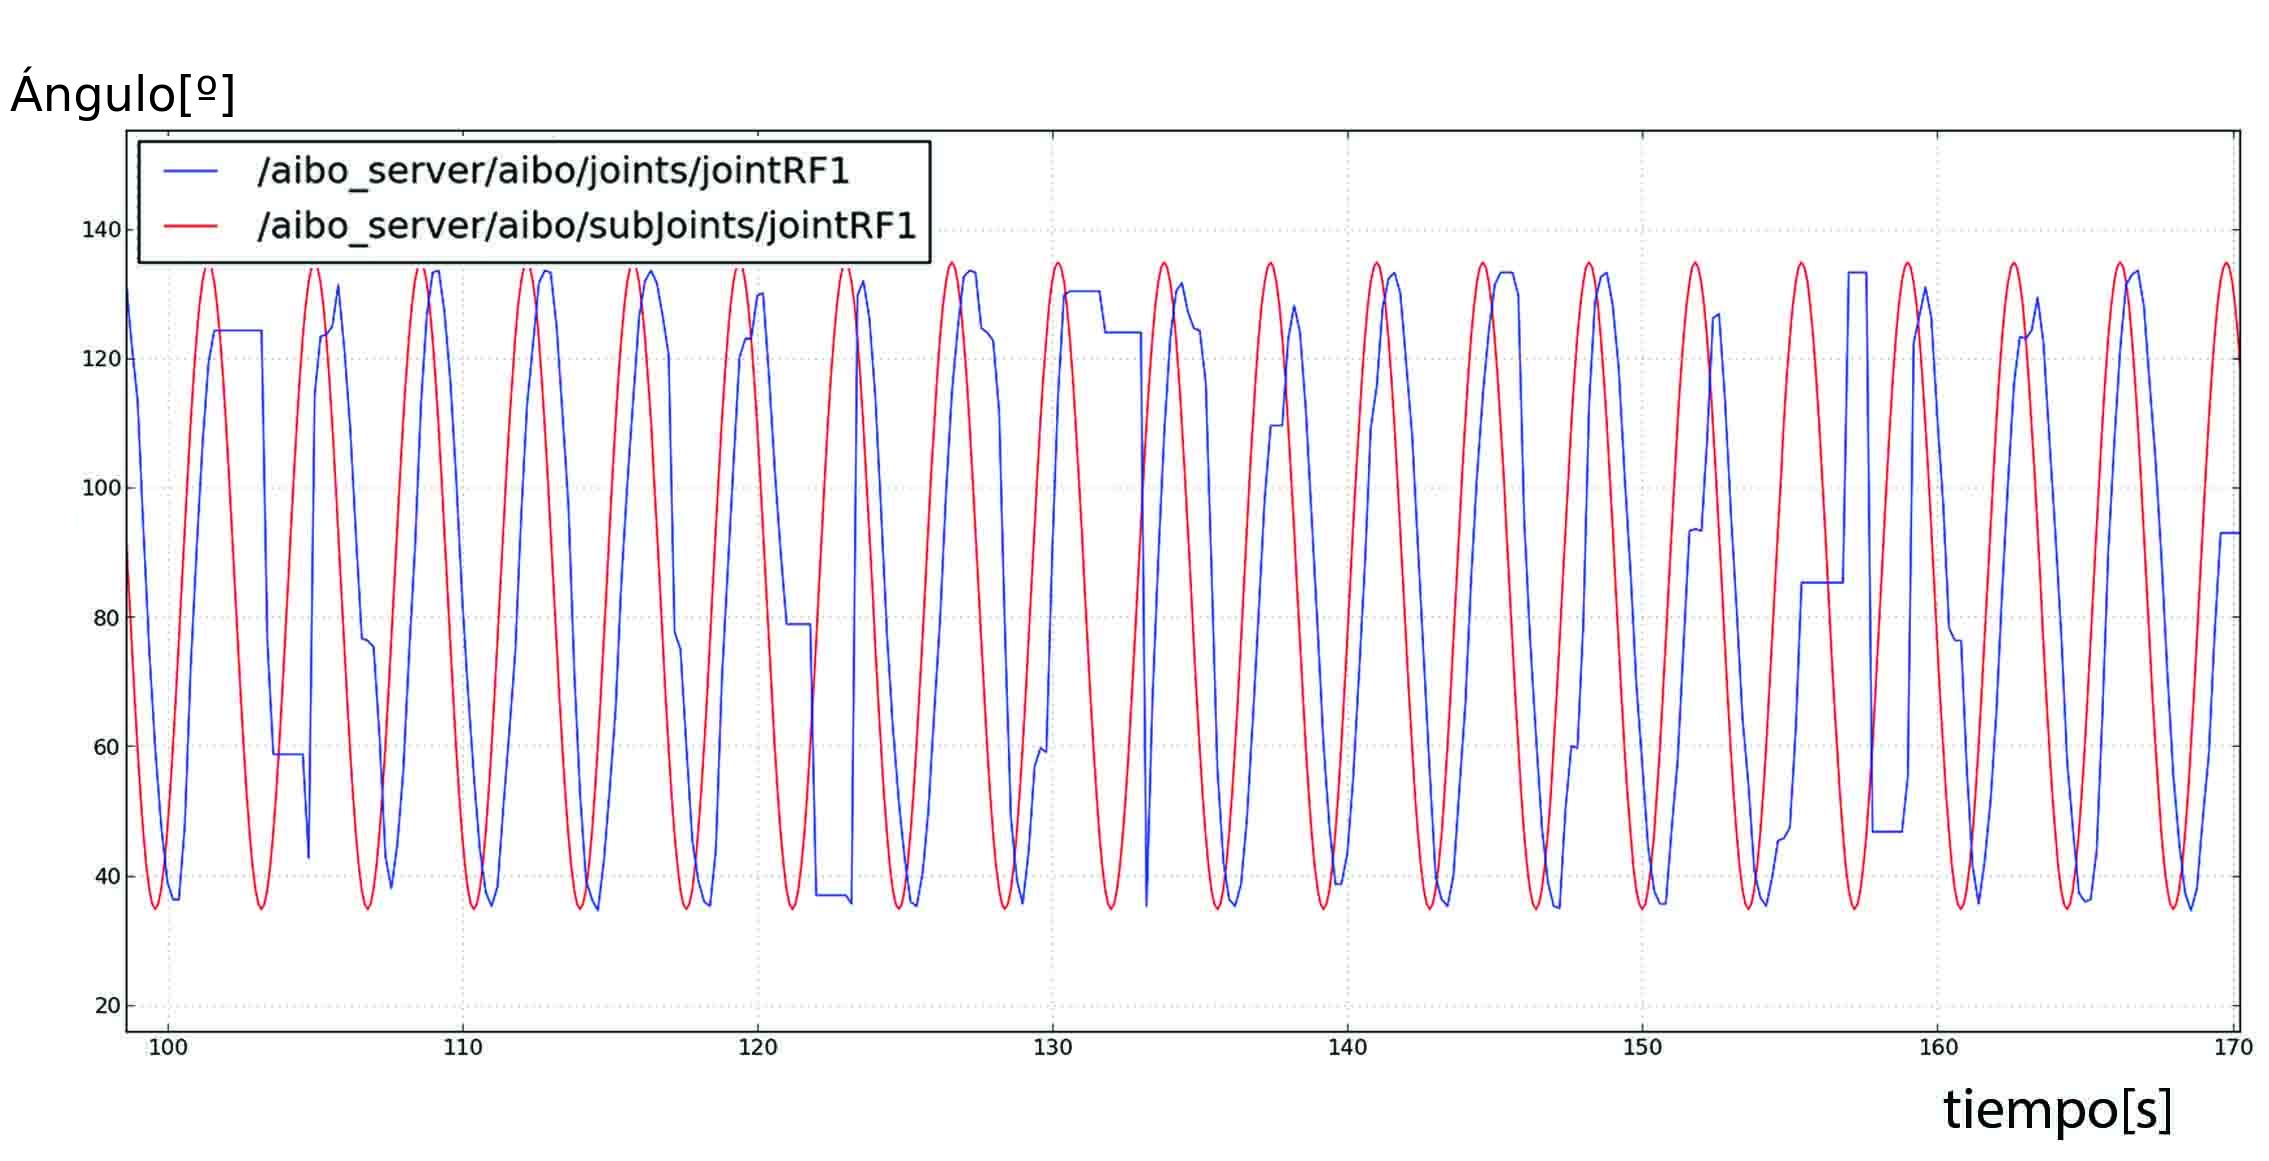 Ángulo[º]
/aibo_server/aibo/joints/jointRF1
/aibo_server/aibo/subJoints/jointRF1
140
120
100
80
60
40
20
100 110 120 130 140 150 160 170
tiempo[s]